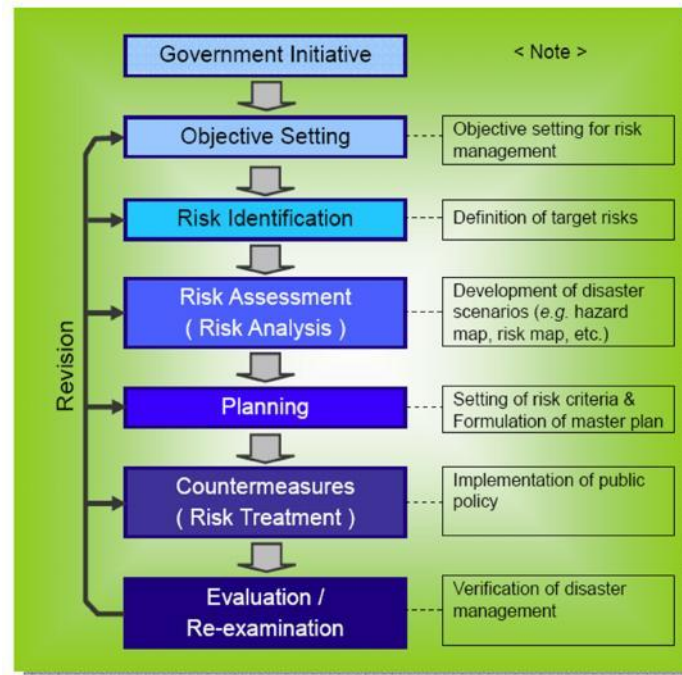 Government Initiative
< Note >
Objective Setting
Objective setting for risk
management
Risk Identification
Definition of target risks
Risk Assessment
( Risk Analysis )
Development of disaster
scenarios (e.g. hazard
map, risk map, etc.)
Planning
Setting of risk criteria &
Formulation of master plan
Countermeasures
( Risk Treatment )
Implementation of public
policy
Evaluation /
Re-examination
Verification of disaster
management
Revision